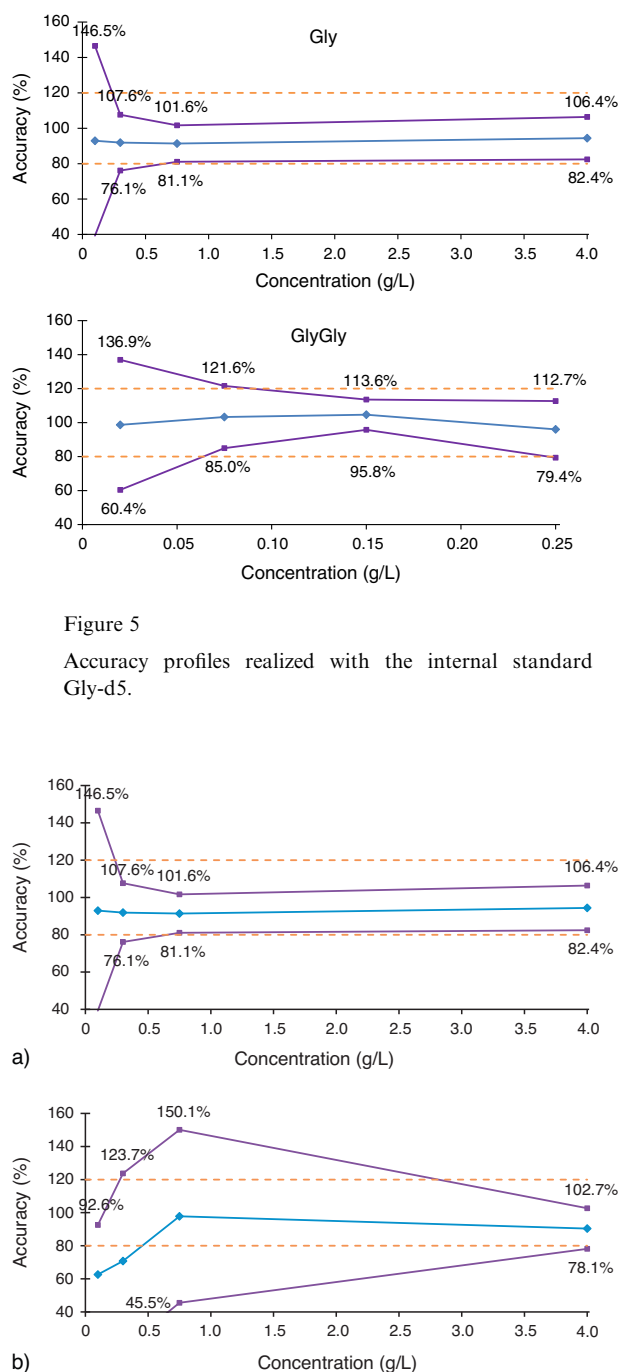 160
146.5%
Gly
140
107.6%
120
101.6%
106.4%
100
80
76.1%
81.1%
82.4%
60
40
0 0.5 1.0 1.5 2.0 2.5 3.0 3.5 4.0
Accuracy (%)
Concentration (g/L)
160
136.9%
GlyGly
140
121.6%
120
113.6%
112.7%
100
80
85.0%
95.8%
79.4%
60
60.4%
40
0 0.05 0.10 0.15 0.20 0.25
Accuracy (%)
Concentration (g/L)
Figure 5
Accuracy profiles realized with the internal standard
Gly-d5.
160
146.5%
140
120
107.6%
101.6%
106.4%
100
80
76.1%
81.1%
82.4%
60
40
0 0.5 1.0 1.5 2.0 2.5 3.0 3.5 4.0
Accuracy (%)
a)
Concentration (g/L)
160
150.1%
140
123.7%
120
92.6%
102.7%
100
80
78.1%
60
45.5%
40
0 0.5 1.0 1.5 2.0 2.5 3.0 3.5 4.0
Accuracy (%)
b)
Concentration (g/L)